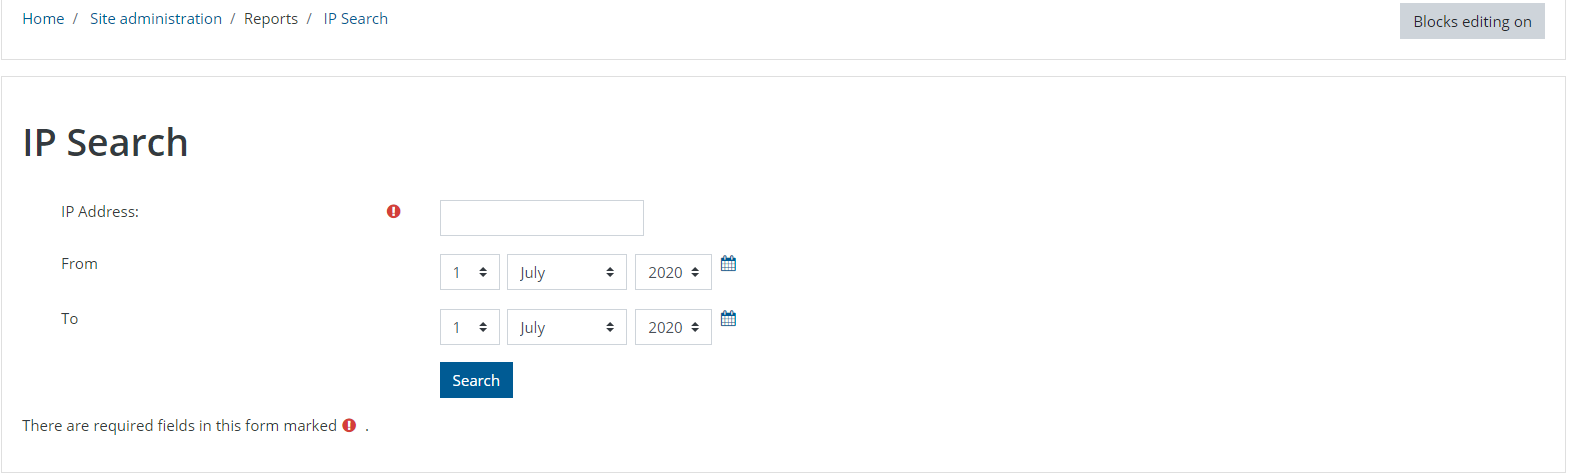 Home / Site administration / Reports / IP Search
Blocks editing on
IP Search
IP Address:
From
1 July 2020
To
1 July 2020
Search
There are required fields in this form marked .